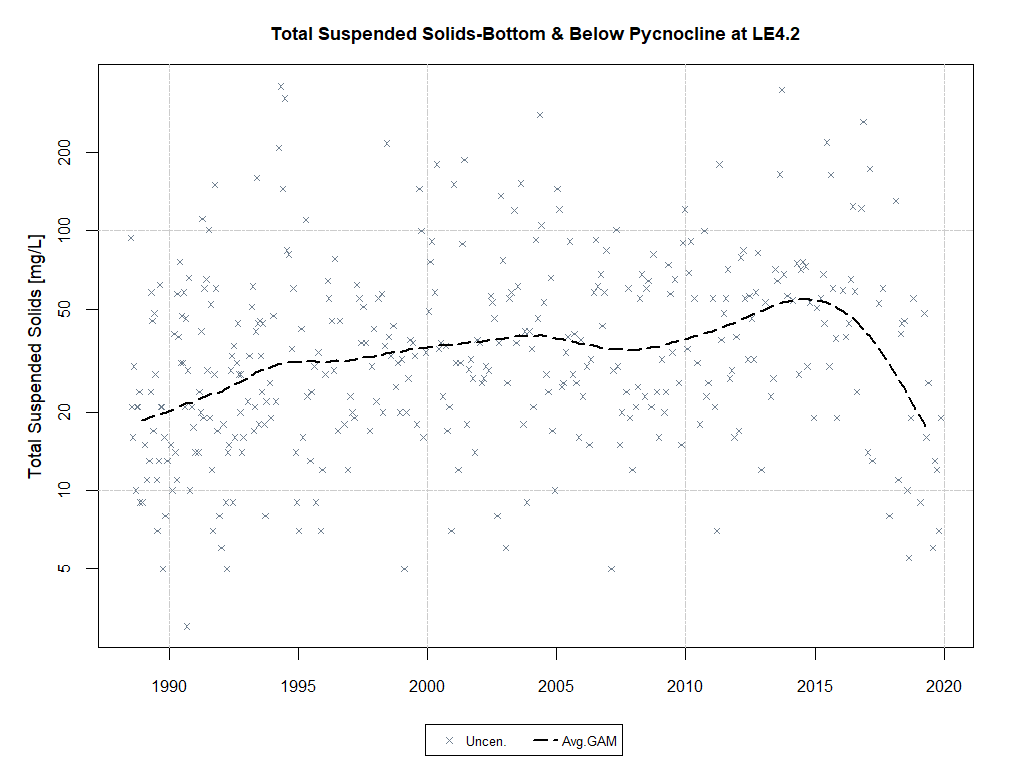 Total Suspended Solids-Bottom & Below Pycnocline at LE4.2
Total Suspended Solids [mg/L]
200
100
50
20
10
5
1990 1995 2000 2005 2010 2015 2020
Uncen. Avg.GAM